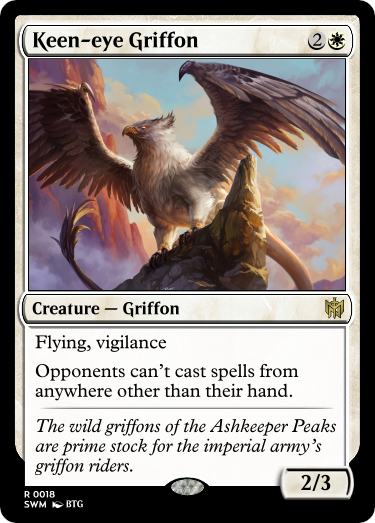 Keen-eye Griffon 2
Creature — Griffon
Flying, vigilance
Opponents can't cast spells from
anywhere other than their hand.
The wild griffons of the Ashkeeper Peaks
are prime stock for the imperial army's
griffon riders.
2/3
R 0018
SWM BTG